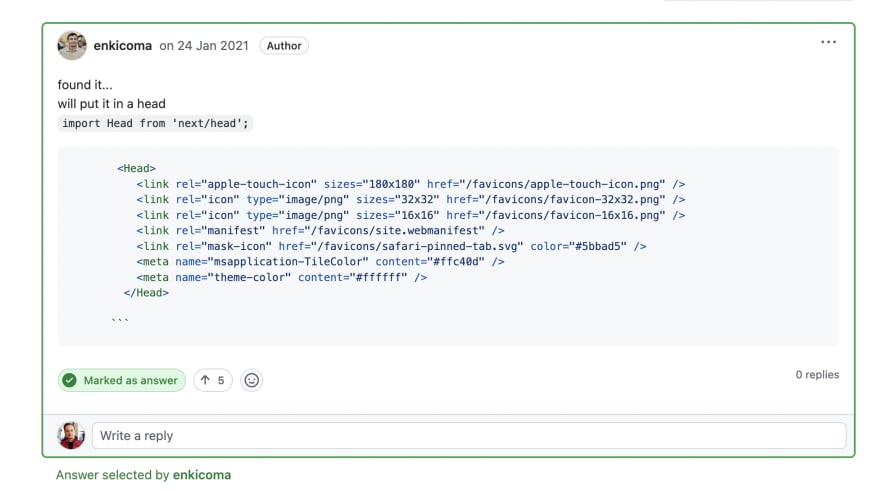 enkicoma on 24 Jan 2021 Author
found it...
will put it in a head
import Head from 'next/head';
<Head>
<link rel="apple-touch-icon" sizes="180x180" href="/favicons/apple-touch-icon.png" />
<link rel="icon" type="image/png" sizes="32x32" href="/favicons/favicon-32x32.png" />
<link rel="icon" type="image/png" sizes="16x16" href="/favicons/favicon-16x16.png" />
<link rel="manifest" href="/favicons/site.webmanifest" />
<link rel="mask-icon" href="/favicons/safari-pinned-tab.svg" color="#5bbad5" />
<meta name="msapplication-TileColor" content="#ffc40d" />
<meta name="theme-color" content="#ffffff" />
</Head>
```
Marked as answer ↑ 5 0 replies
Write a reply
Answer selected by enkicoma